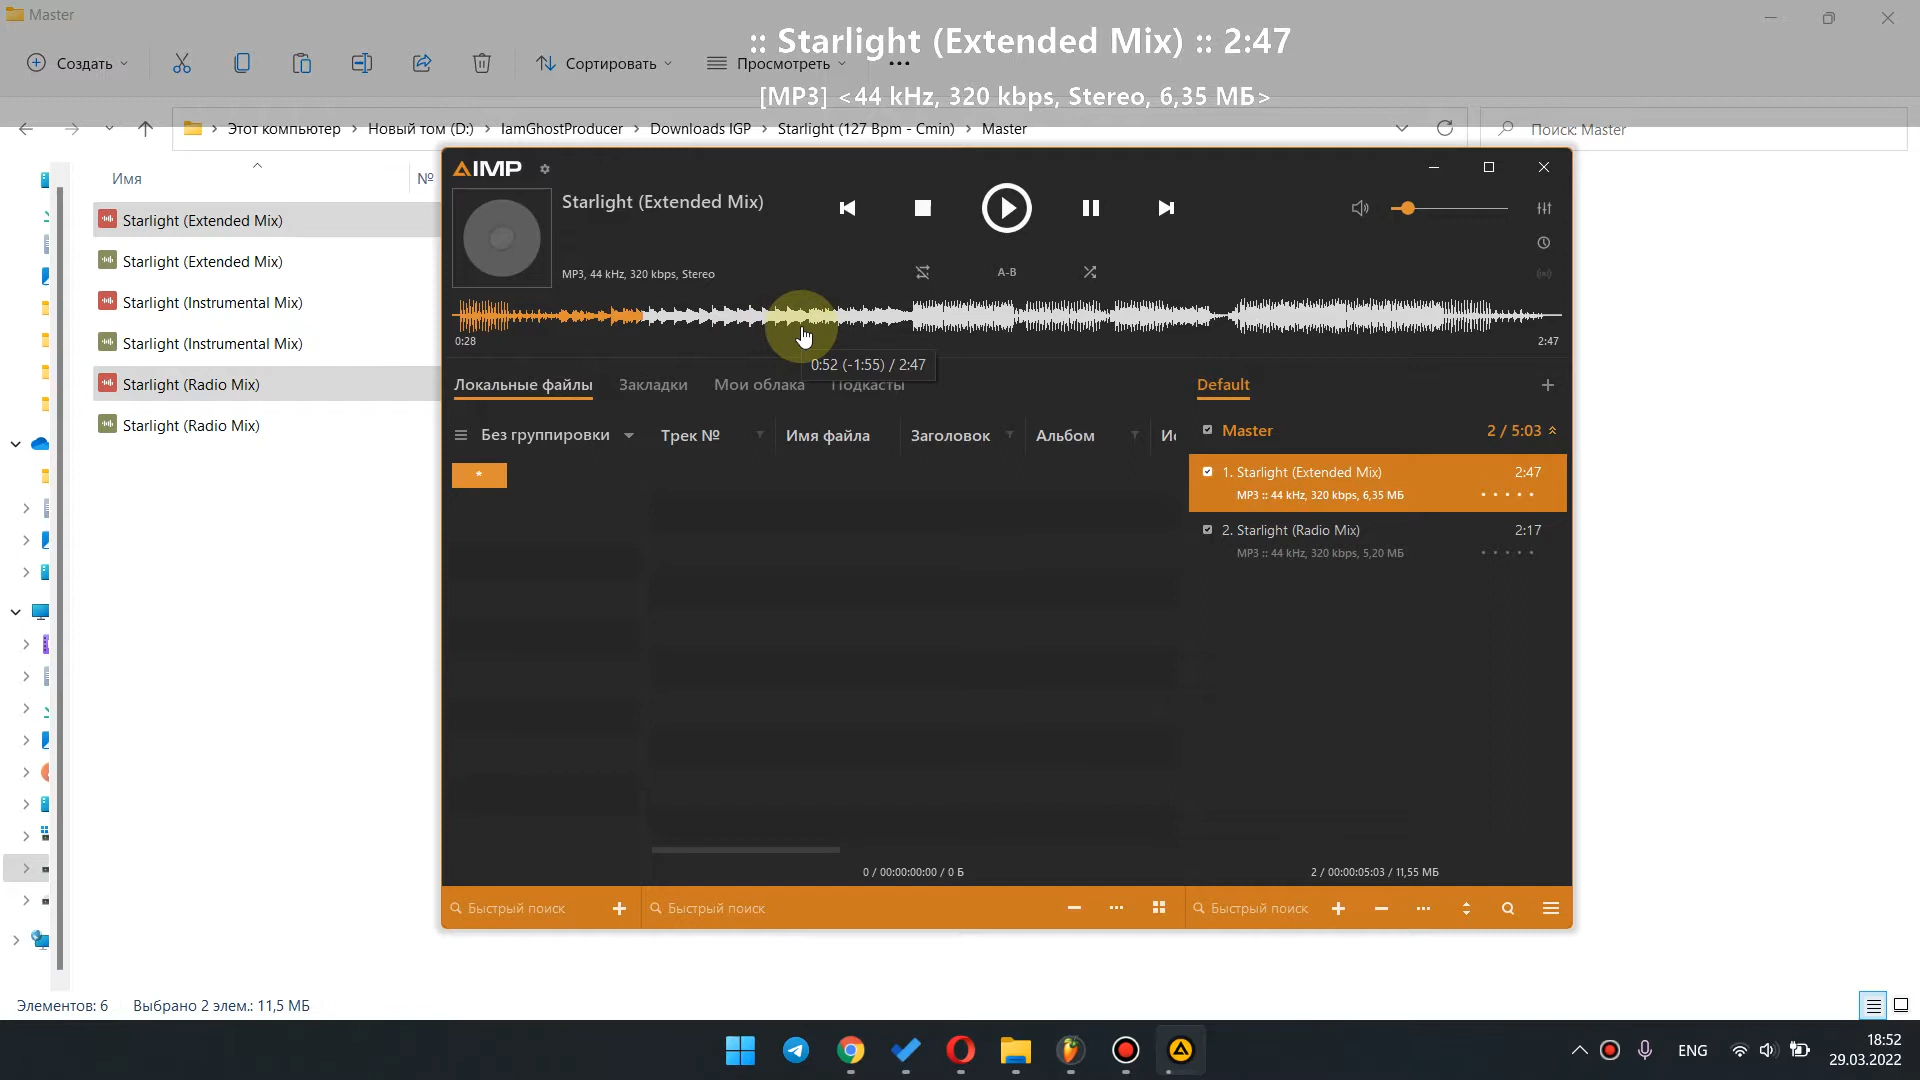 Master
:: Starlight (Extended Mix) :: 2:47
Создать
Сортировать
Просмотреть
[MP3] <44 kHz, 320 kbps, Stereo, 6,35 МБ>
Этот компьютер > Новый том (D:) > IamGhostProducer > Downloads IGP > Starlight (127 Bpm - Cmin) > Master
Поиск: Master
Имя
№
Starlight (Extended Mix)
Starlight (Extended Mix)
Starlight (Instrumental Mix)
Starlight (Instrumental Mix)
Starlight (Radio Mix)
Starlight (Radio Mix)
AIMP
Starlight (Extended Mix)
MP3, 44 kHz, 320 kbps, Stereo
A-B
0:28
2:47
0:52 (-1:55) / 2:47
Локальные файлы
Закладки
Мои облака
Подкасты
Default
Без группировки
Трек №
Имя файла
Заголовок
Альбом
Ис
*
Master
2 / 5:03
1. Starlight (Extended Mix)
2:47
MP3 :: 44 kHz, 320 kbps, 6,35 МБ
2. Starlight (Radio Mix)
2:17
MP3 :: 44 kHz, 320 kbps, 5,20 МБ
0 / 00:00:00:00 / 0 Б
2 / 00:00:05:03 / 11,55 МБ
Быстрый поиск
Быстрый поиск
Быстрый поиск
Элементов: 6
Выбрано 2 элем.: 11,5 МБ
ENG
18:52
29.03.2022